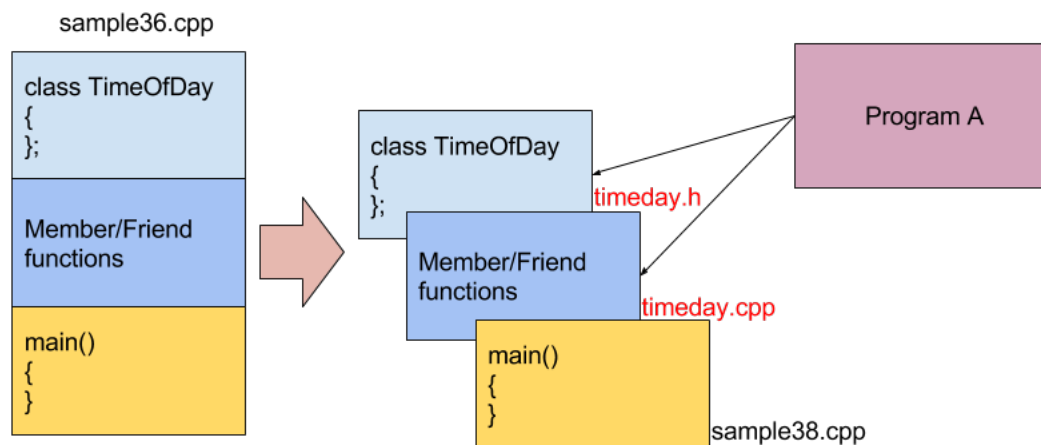 sample36.cpp
class TimeOfDay
{
};
Member/Friend
functions
main()
{
}
class TimeOfDay
{
};
timeday.h
Member/Friend
functions
timeday.cpp
main()
{
}
sample38.cpp
Program A